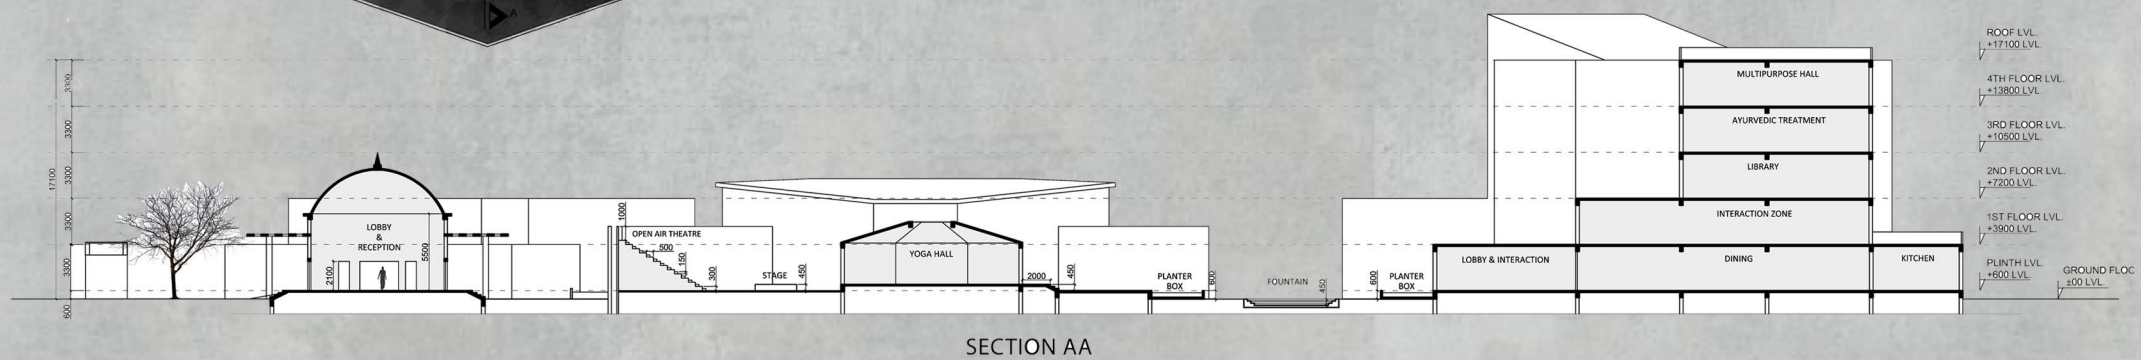 A
3300
3300
3300
3300
3300
17100
600
LOBBY
&
RECEPTION
5500
2100
1000
OPEN AIR THEATRE
500
150
300
STAGE
450
YOGA HALL
2000
450
PLANTER
BOX
600
FOUNTAIN
450
600
PLANTER
BOX
MULTIPURPOSE HALL
AYURVEDIC TREATMENT
LIBRARY
INTERACTION ZONE
LOBBY & INTERACTION
DINING
KITCHEN
ROOF LVL.
+17100 LVL.
4TH FLOOR LVL.
+13800 LVL.
3RD FLOOR LVL.
+10500 LVL.
2ND FLOOR LVL.
+7200 LVL.
1ST FLOOR LVL.
+3900 LVL.
PLINTH LVL.
+600 LVL.
GROUND FLOC
±00 LVL.
SECTION AA